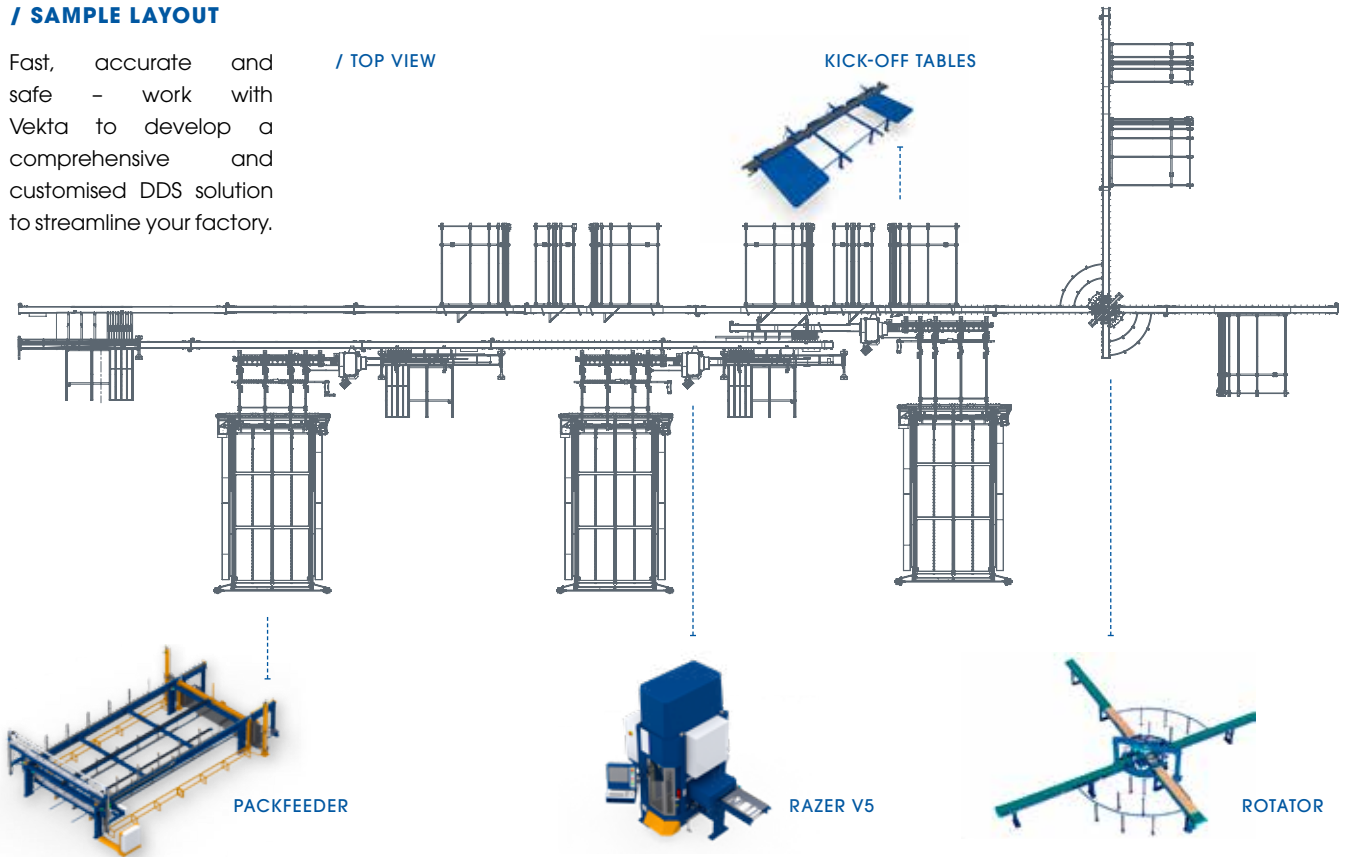 / SAMPLE LAYOUT
Fast, accurate and
safe – work with
Vekta to develop a
comprehensive and
customised DDS solution
to streamline your factory.
/ TOP VIEW
KICK-OFF TABLES
PACKFEEDER
RAZER V5
ROTATOR